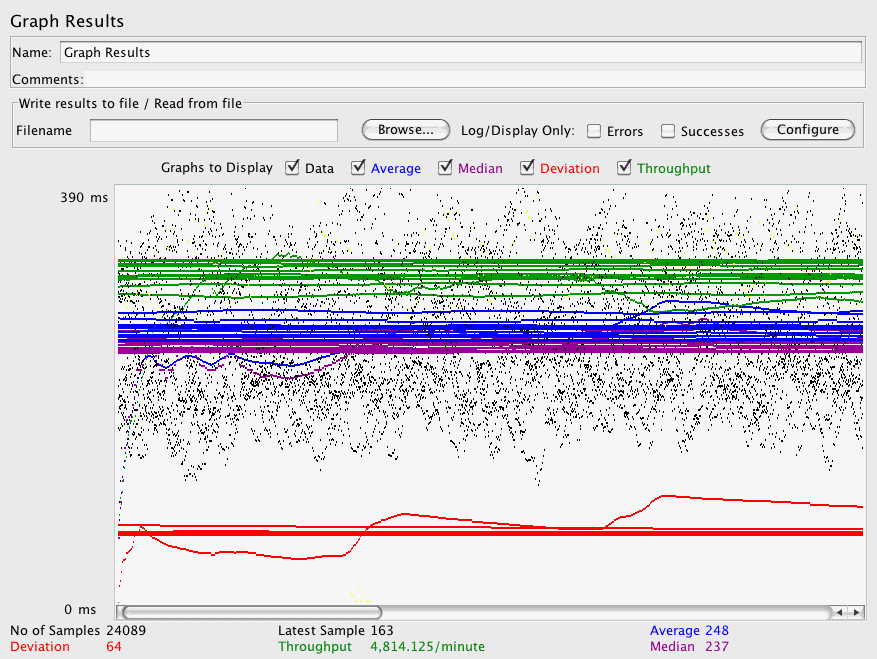 Graph Results
Name: Graph Results
Comments:
Write results to file / Read from file
Filename Browse... Log/Display Only: Errors Successes Configure
Graphs to Display Data Average Median Deviation Throughput
390 ms
0 ms
No of Samples 24089 Latest Sample 163 Average 248
Deviation 64 Throughput 4,814.125/minute Median 237